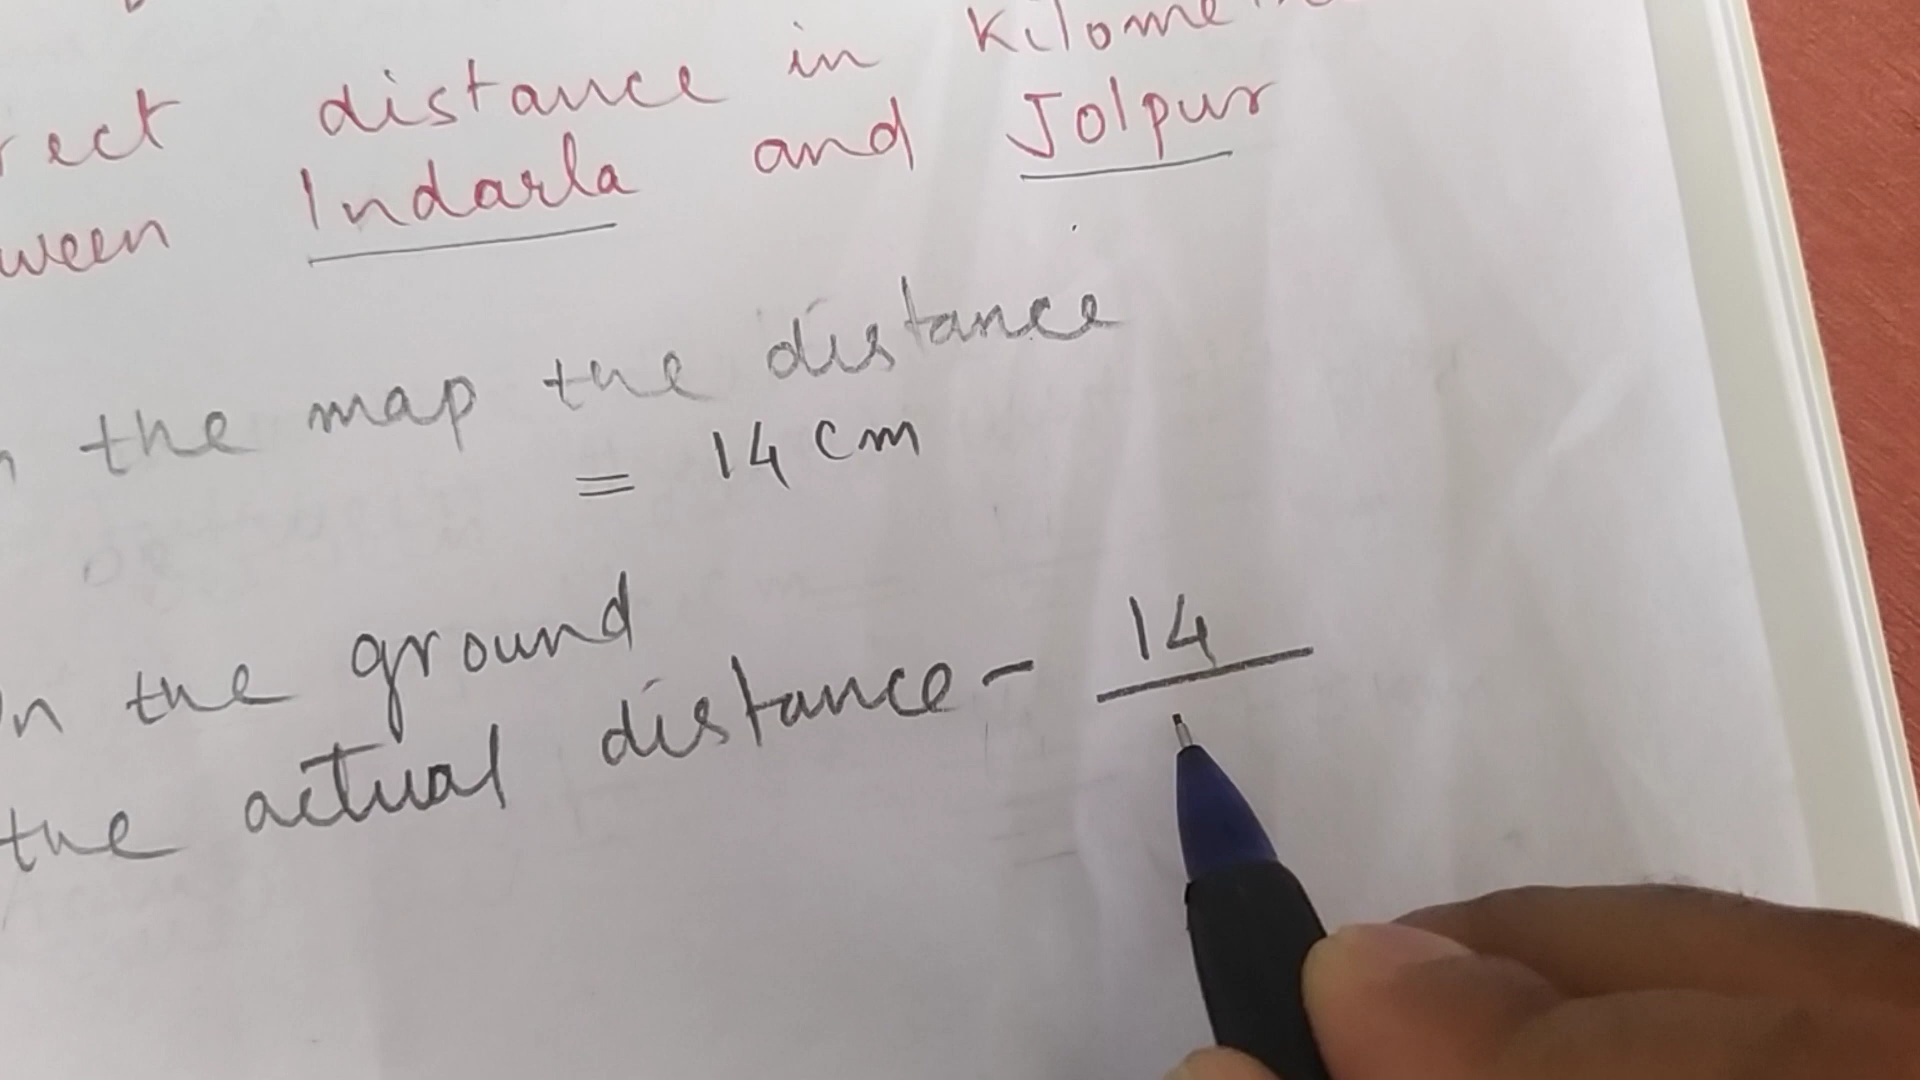 rect distance in Kilome
ween Indarla and Jolpur
the map the distance
= 14 cm
n the ground
the actual distance - 14